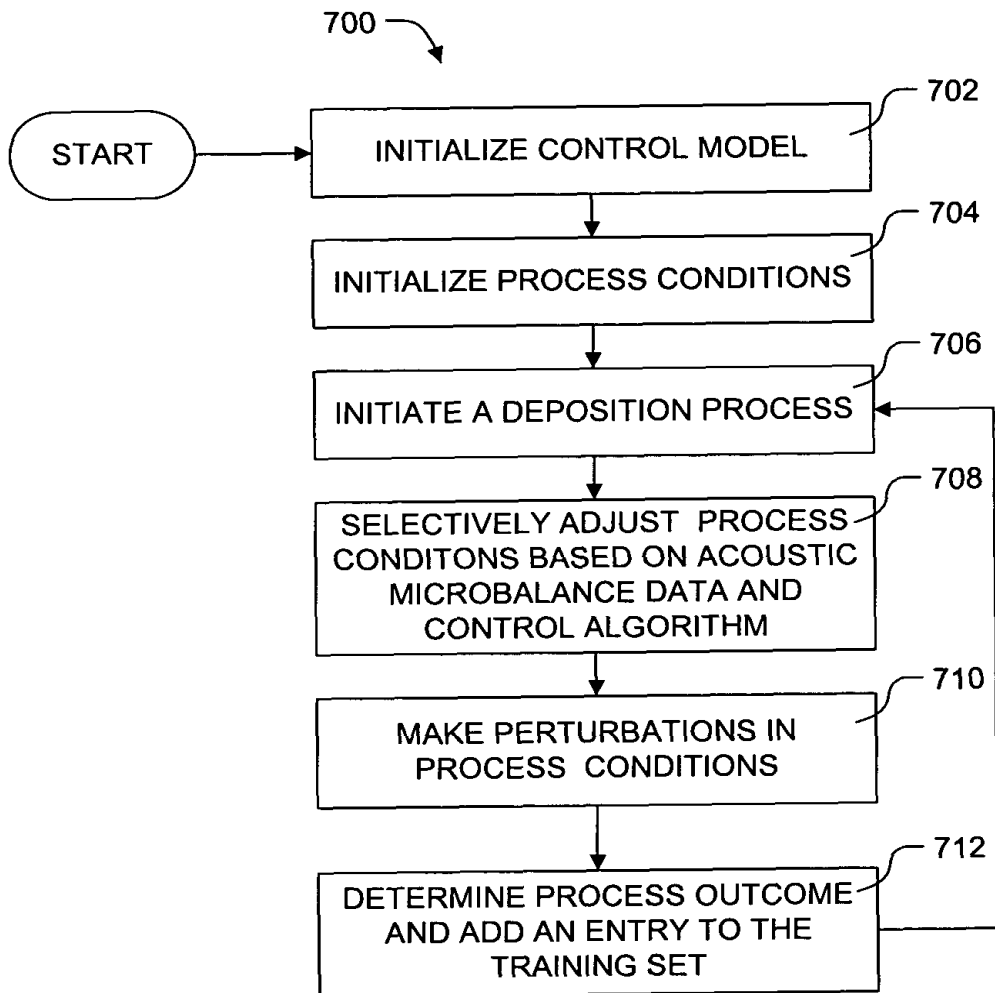 700
702
START
INITIALIZE CONTROL MODEL
704
INITIALIZE PROCESS CONDITIONS
706
INITIATE A DEPOSITION PROCESS
708
SELECTIVELY ADJUST PROCESS
CONDITONS BASED ON ACOUSTIC
MICROBALANCE DATA AND
CONTROL ALGORITHM
710
MAKE PERTURBATIONS IN
PROCESS CONDITIONS
712
DETERMINE PROCESS OUTCOME
AND ADD AN ENTRY TO THE
TRAINING SET